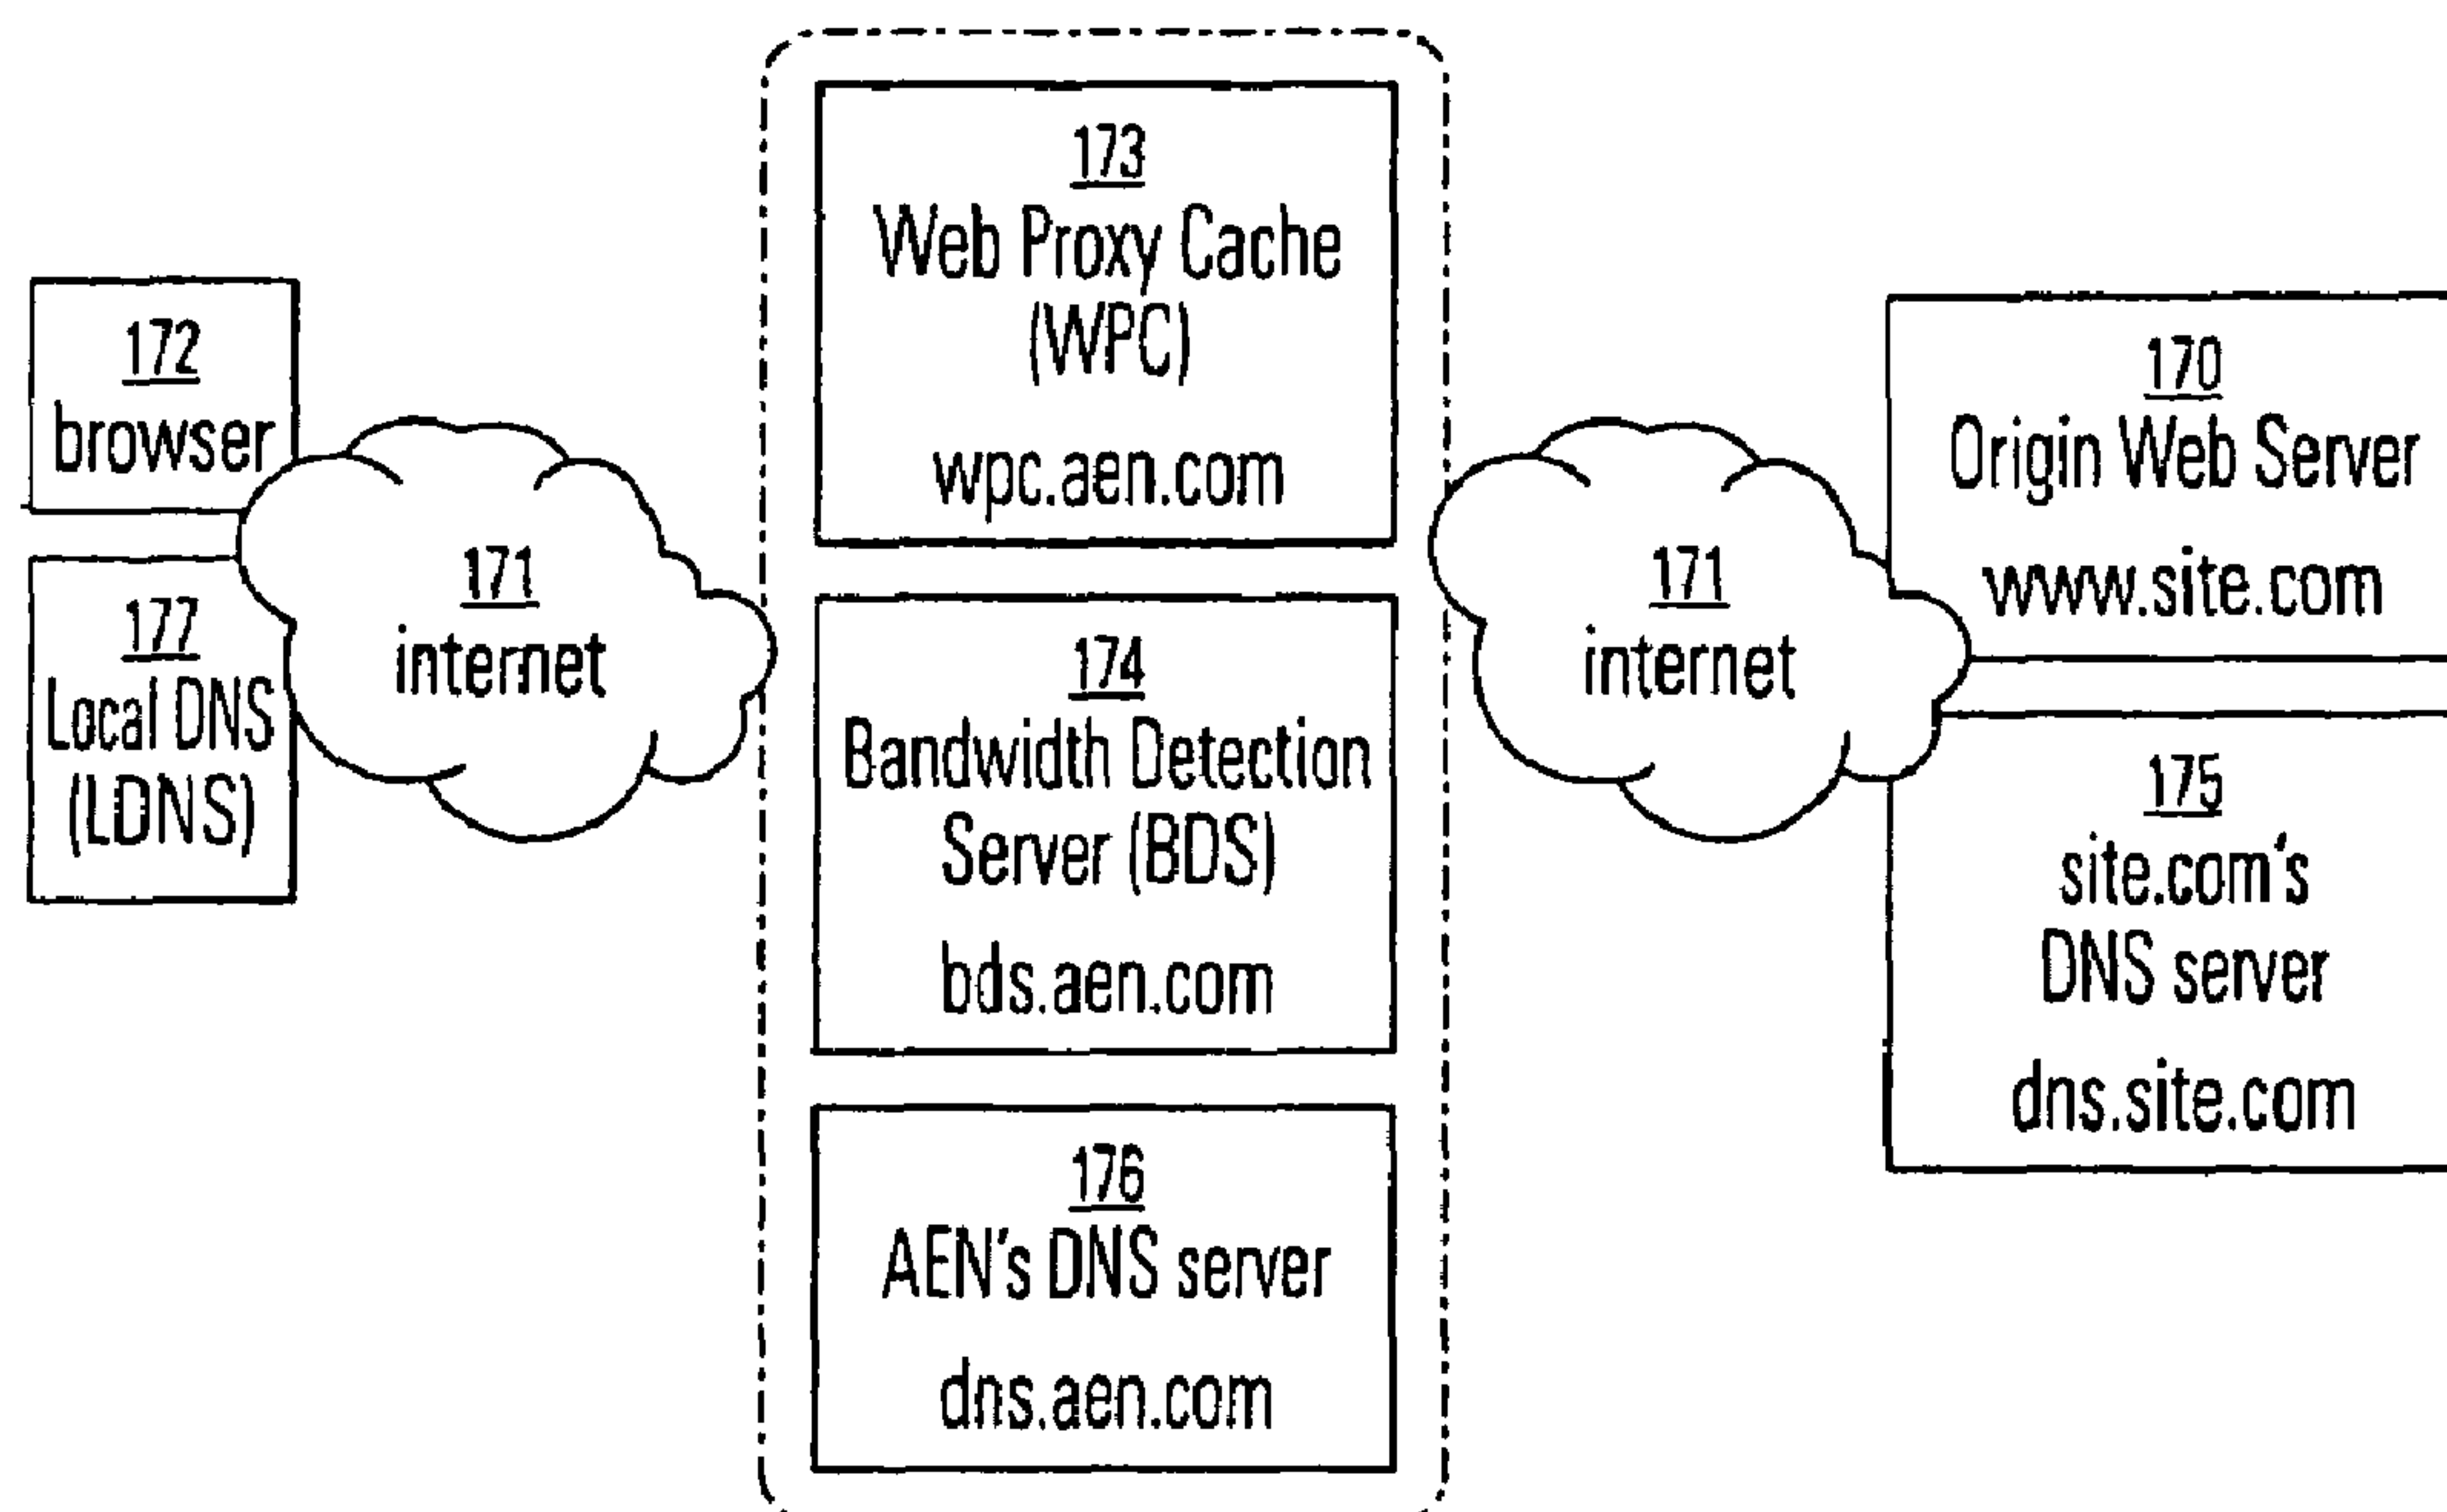 172
browser
177
Local DNS
(LDNS)
171
internet
173
Web Proxy Cache
(WPC)
wpc.aen.com
174
Bandwidth Detection
Server (BDS)
bds.aen.com
176
AEN's DNS server
dns.aen.com
171
internet
170
Origin Web Server
www.site.com
175
site.com's
DNS server
dns.site.com